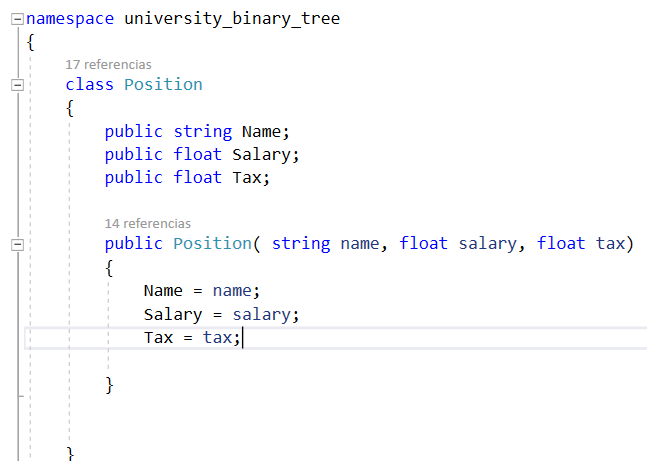 namespace university_binary_tree
{
17 referencias
class Position
{
public string Name;
public float Salary;
public float Tax;
14 referencias
public Position( string name, float salary, float tax)
{
Name = name;
Salary = salary;
Tax = tax;
}
}